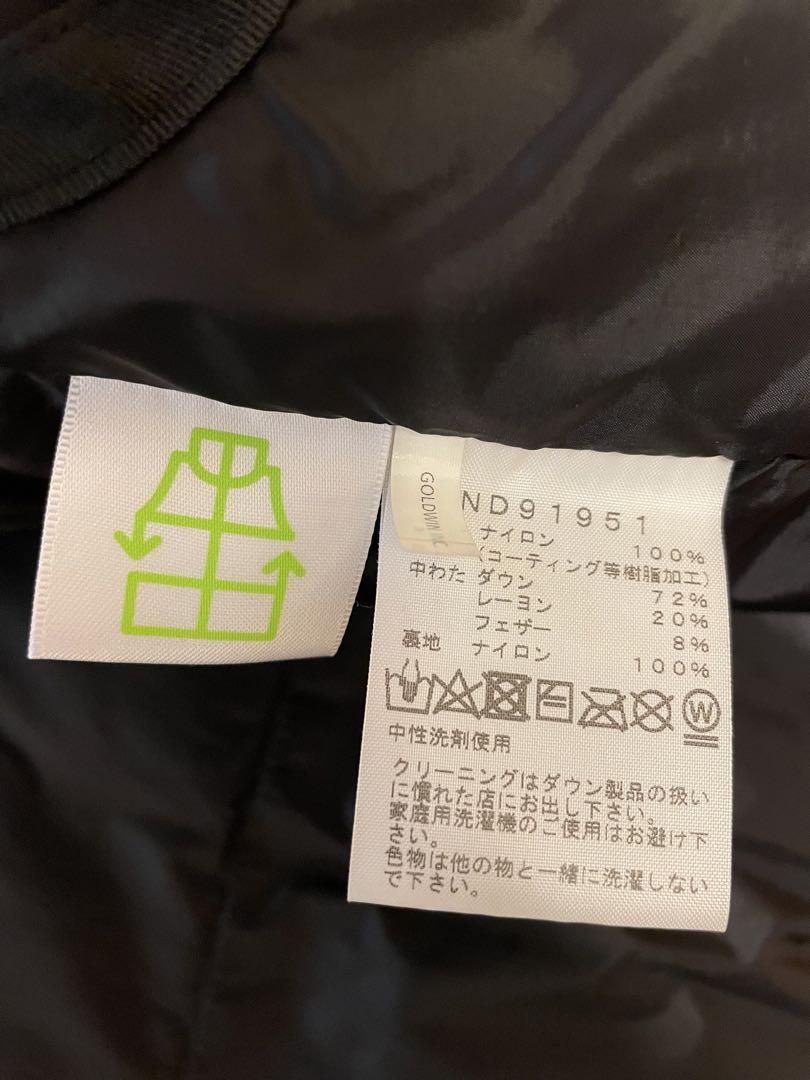 GOLDWIN INC
ND91951
ナイロン 100%
(コーティング等樹脂加工)
中わた ダウン 72%
レーヨン 20%
フェザー 8%
裏地 ナイロン 100%
W
中性洗剤使用
クリーニングはダウン製品の扱い
に慣れた店にお出し下さい。
家庭用洗濯機のご使用はお避け下
さい。
色物は他の物と一緒に洗濯しない
で下さい。